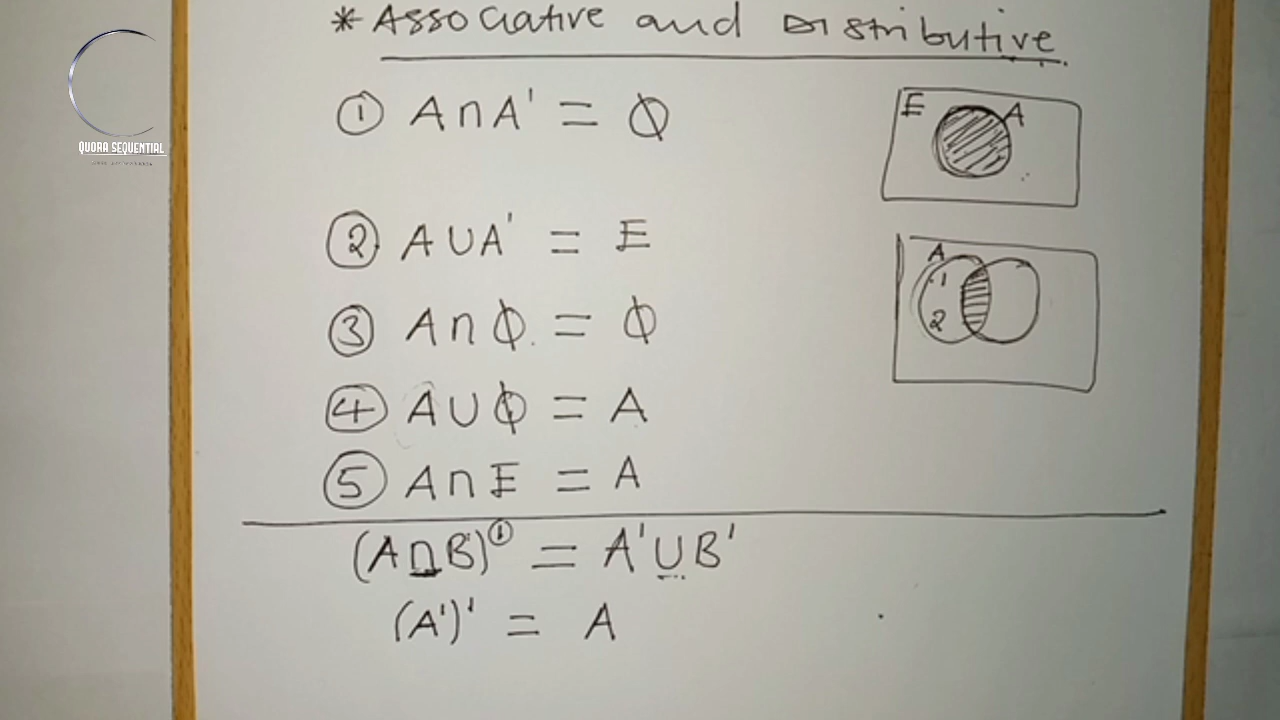 QUORA SEQUENTIAL
* Associative and Distributive
① A∩A' = ϕ
② A∪A' = E
③ A∩ϕ. = ϕ
④ A∪ϕ = A
⑤ A∩E = A
(A∩B)' = A'∪B'
(A')' = A
E A
A
1
2